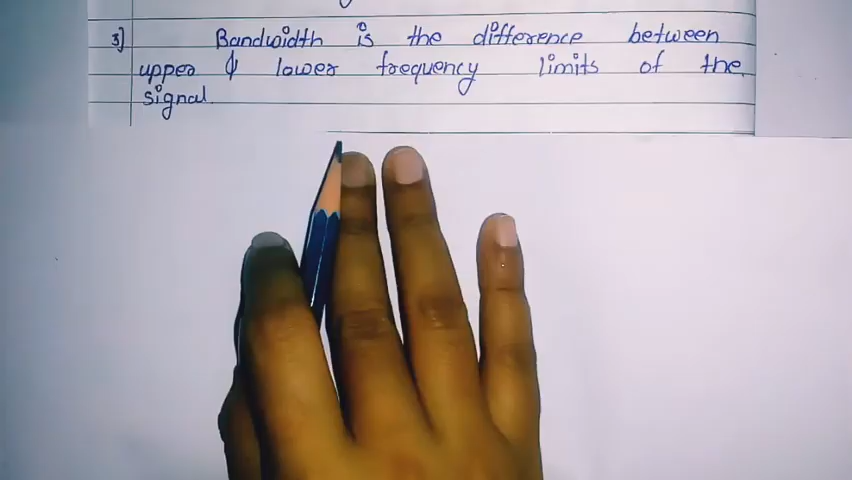 3] Bandwidth is the difference between
upper & lower frequency limits of the
signal.